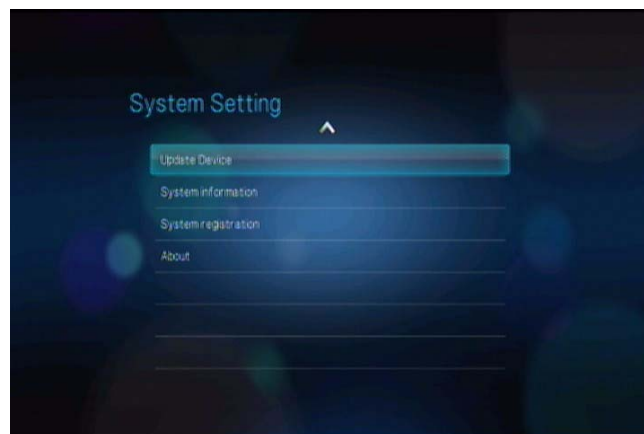 System Setting
Update Device
System information
System registration
About